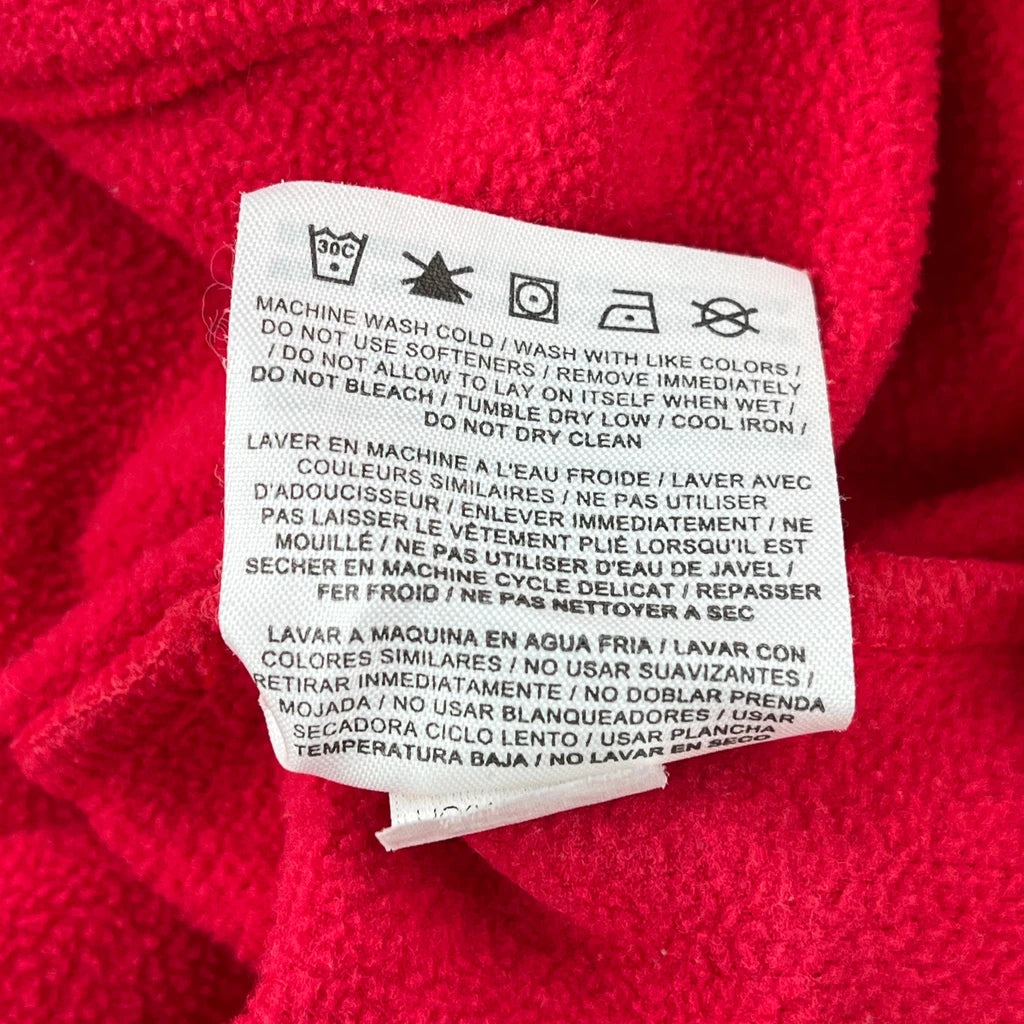 30C
MACHINE WASH COLD / WASH WITH LIKE COLORS /
DO NOT USE SOFTENERS / REMOVE IMMEDIATELY
/ DO NOT ALLOW TO LAY ON ITSELF WHEN WET /
DO NOT BLEACH / TUMBLE DRY LOW / COOL IRON /
DO NOT DRY CLEAN
LAVER EN MACHINE A L'EAU FROIDE / LAVER AVEC
COULEURS SIMILAIRES / NE PAS UTILISER
D'ADOUCISSEUR / ENLEVER IMMEDIATEMENT / NE
PAS LAISSER LE VÊTEMENT PLIÉ LORSQU'IL EST
MOUILLÉ / NE PAS UTILISER D'EAU DE JAVEL /
SECHER EN MACHINE CYCLE DELICAT / REPASSER
FER FROID / NE PAS NETTOYER A SEC
LAVAR A MAQUINA EN AGUA FRIA / LAVAR CON
COLORES SIMILARES / NO USAR SUAVIZANTES /
RETIRAR INMEDIATAMENTE / NO DOBLAR PRENDA
MOJADA / NO USAR BLANQUEADORES / USAR
SECADORA CICLO LENTO / USAR PLANCHA
TEMPERATURA BAJA / NO LAVAR EN SECO